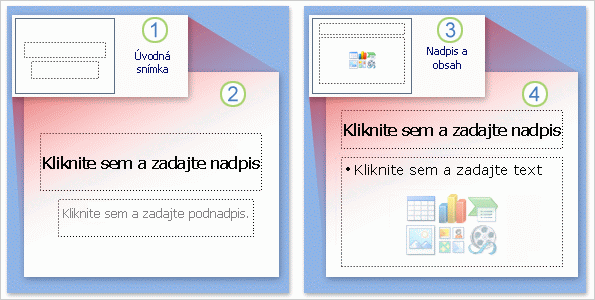 1
Úvodná
snímka
2
Kliknite sem a zadajte nadpis
Kliknite sem a zadajte podnadpis.
3
Nadpis a
obsah
4
Kliknite sem a zadajte nadpis
• Kliknite sem a zadajte text